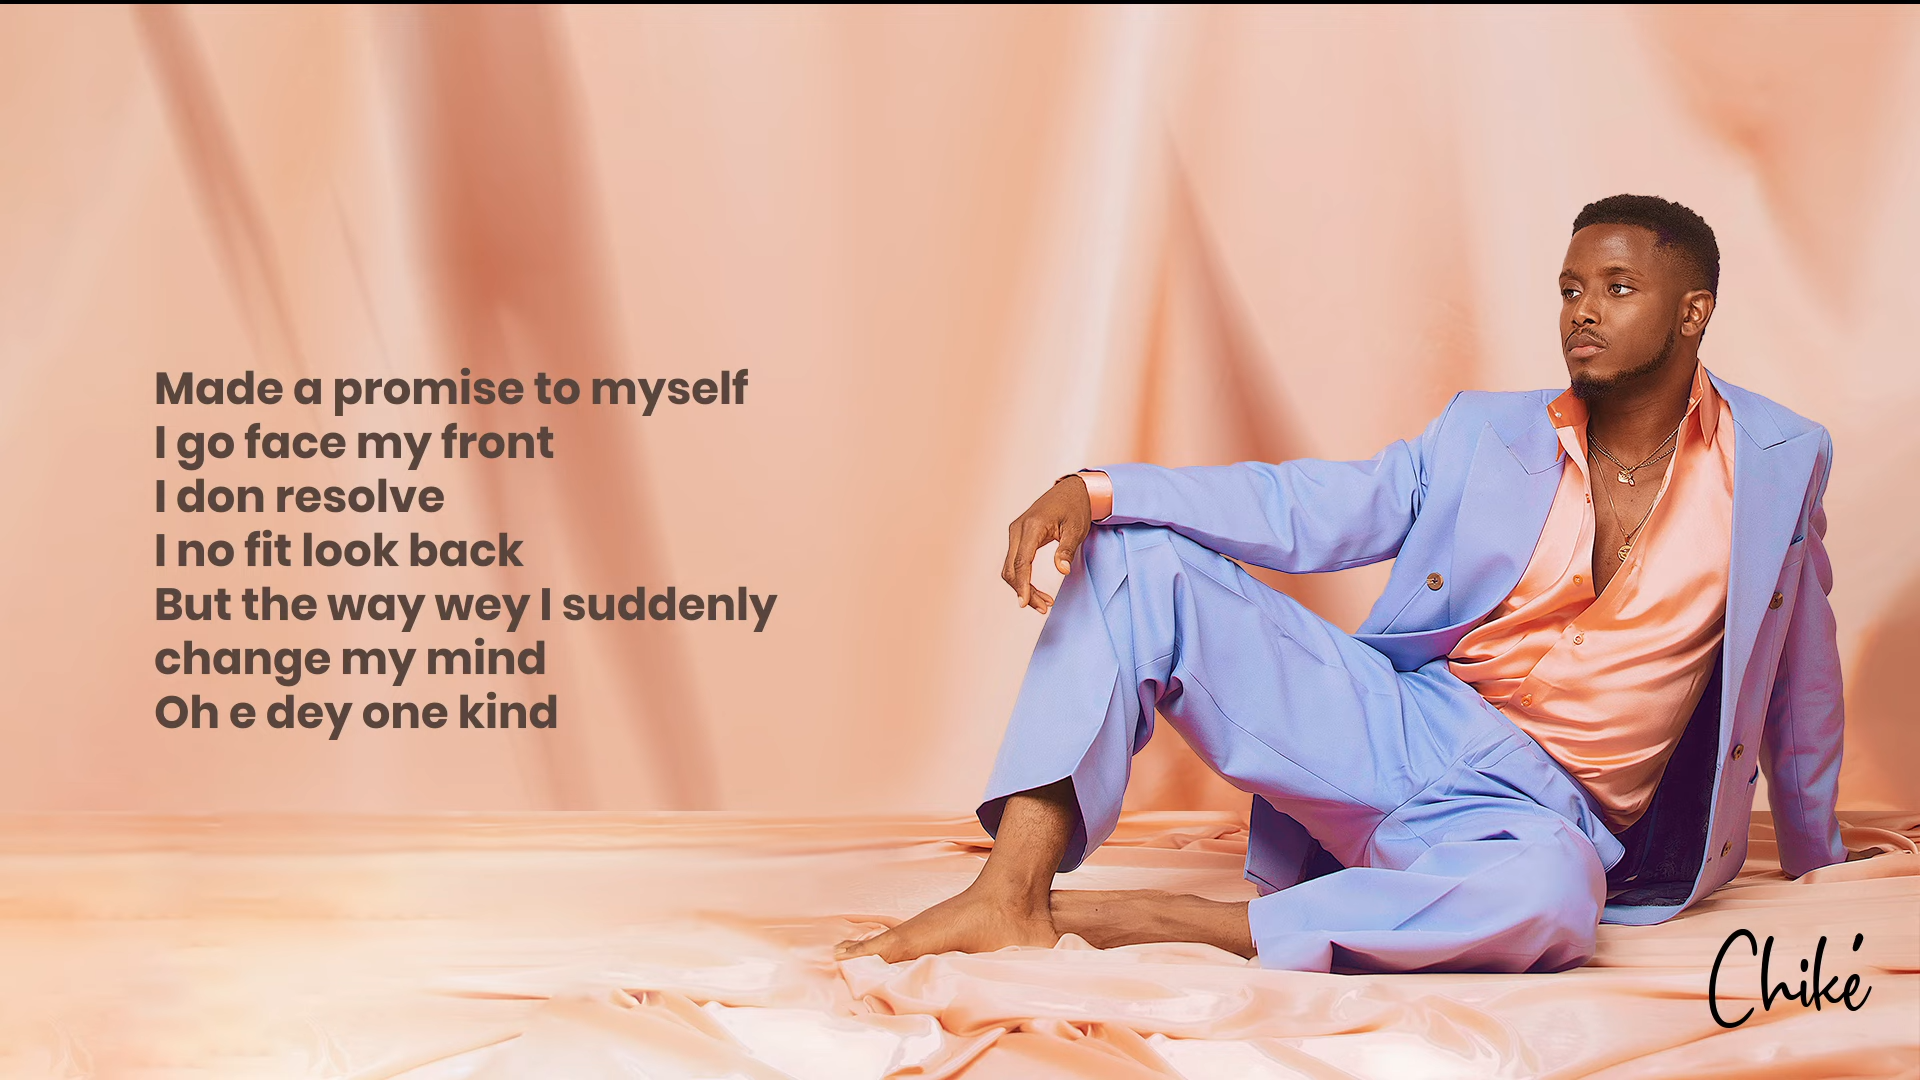 Made a promise to myself
I go face my front
I don resolve
I no fit look back
But the way wey I suddenly
change my mind
Oh e dey one kind
Chiké